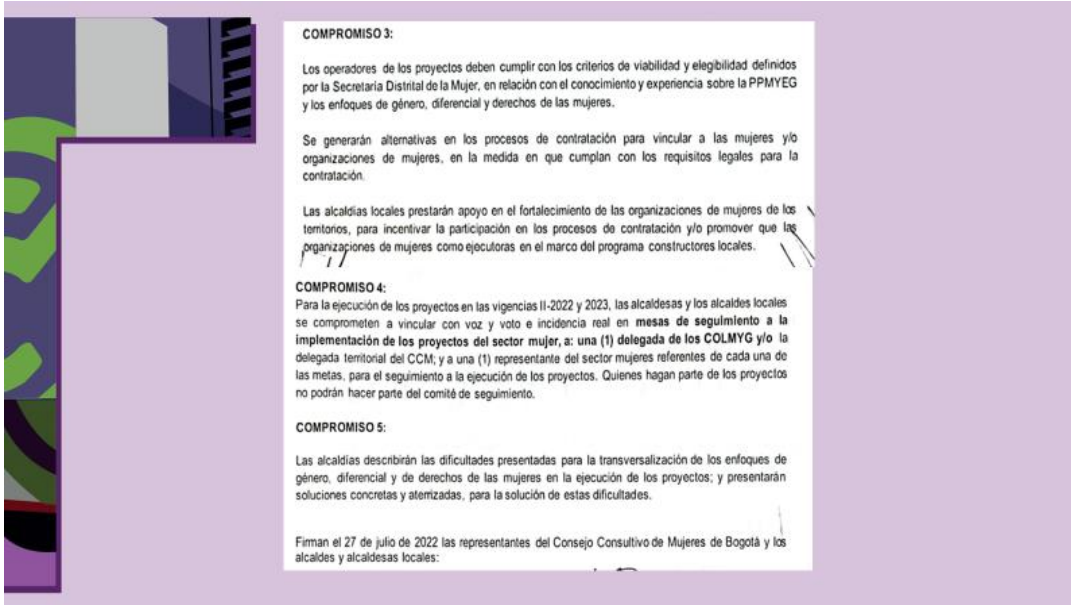 COMPROMISO 3:
Los operadores de los proyectos deben cumplir con los criterios de viabilidad y elegibilidad definidos
por la Secretaría Distrital de la Mujer, en relación con el conocimiento y experiencia sobre la PPMYEG
y los enfoques de género, diferencial y derechos de las mujeres.
Se generarán alternativas en los procesos de contratación para vincular a las mujeres y/o
organizaciones de mujeres, en la medida en que cumplan con los requisitos legales para la
contratación.
Las alcaldías locales prestarán apoyo en el fortalecimiento de las organizaciones de mujeres de los
territorios, para incentivar la participación en los procesos de contratación y/o promover que las
organizaciones de mujeres como ejecutoras en el marco del programa constructores locales.
COMPROMISO 4:
Para la ejecución de los proyectos en las vigencias II-2022 y 2023, las alcaldesas y los alcaldes locales
se comprometen a vincular con voz y voto e incidencia real en mesas de seguimiento a la
implementación de los proyectos del sector mujer, a: una (1) delegada de los COLMYG y/o la
delegada territorial del CCM; y a una (1) representante del sector mujeres referentes de cada una de
las metas, para el seguimiento a la ejecución de los proyectos. Quienes hagan parte de los proyectos
no podrán hacer parte del comité de seguimiento.
COMPROMISO 5:
Las alcaldías describirán las dificultades presentadas para la transversalización de los enfoques de
género, diferencial y de derechos de las mujeres en la ejecución de los proyectos; y presentarán
soluciones concretas y aterrizadas, para la solución de estas dificultades.
Firman el 27 de julio de 2022 las representantes del Consejo Consultivo de Mujeres de Bogotá y los
alcaldes y alcaldesas locales: